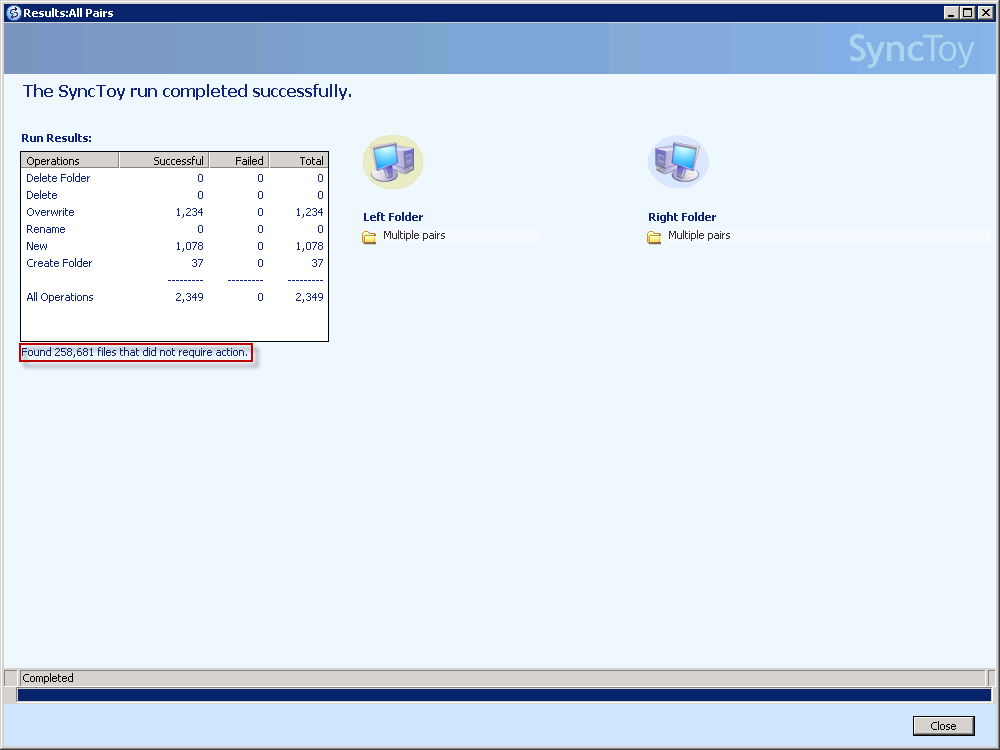 Results:All Pairs
SyncToy
The SyncToy run completed successfully.
Run Results:
Operations Successful Failed Total
Delete Folder 0 0 0
Delete 0 0 0
Overwrite 1,234 0 1,234
Rename 0 0 0
New 1,078 0 1,078
Create Folder 37 0 37
--------- --------- ---------
All Operations 2,349 0 2,349
Found 258,681 files that did not require action.
Left Folder
Multiple pairs
Right Folder
Multiple pairs
Completed
Close